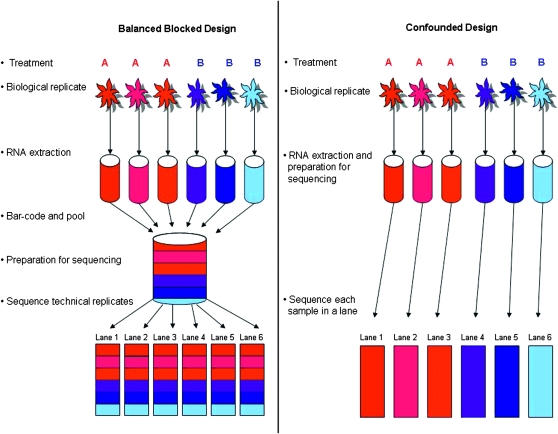 Balanced Blocked Design
• Treatment
A A A B B B
• Biological replicate
• RNA extraction
• Bar-code and pool
• Preparation for sequencing
• Sequence technical replicates
Lane 1 Lane 2 Lane 3 Lane 4 Lane 5 Lane 6
Confounded Design
• Treatment
A A A B B B
• Biological replicate
• RNA extraction and
preparation for
sequencing
• Sequence each
sample in a lane
Lane 1 Lane 2 Lane 3 Lane 4 Lane 5 Lane 6